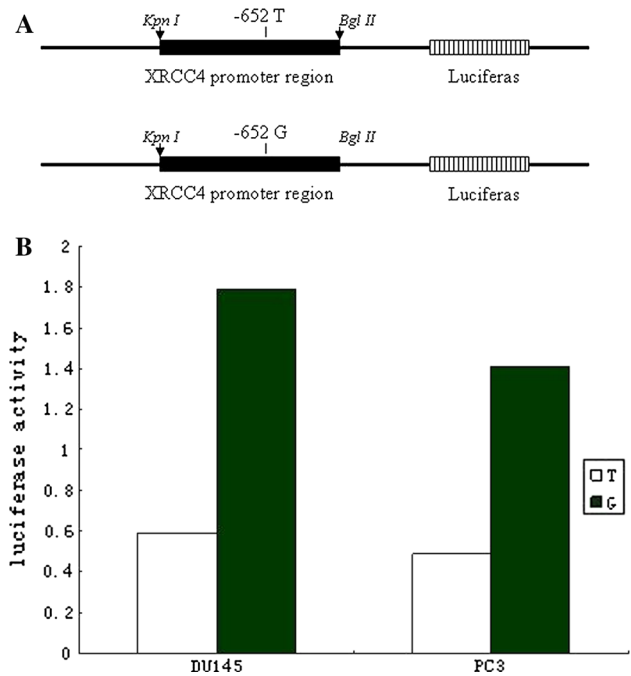 A
Kpn I -652 T Bgl II
XRCC4 promoter region Luciferas
Kpn I -652 G Bgl II
XRCC4 promoter region Luciferas
B
2
1.8
1.6
1.4
1.2
1
0.8
0.6
0.4
0.2
0
luciferase activity
DU145 PC3
T
G